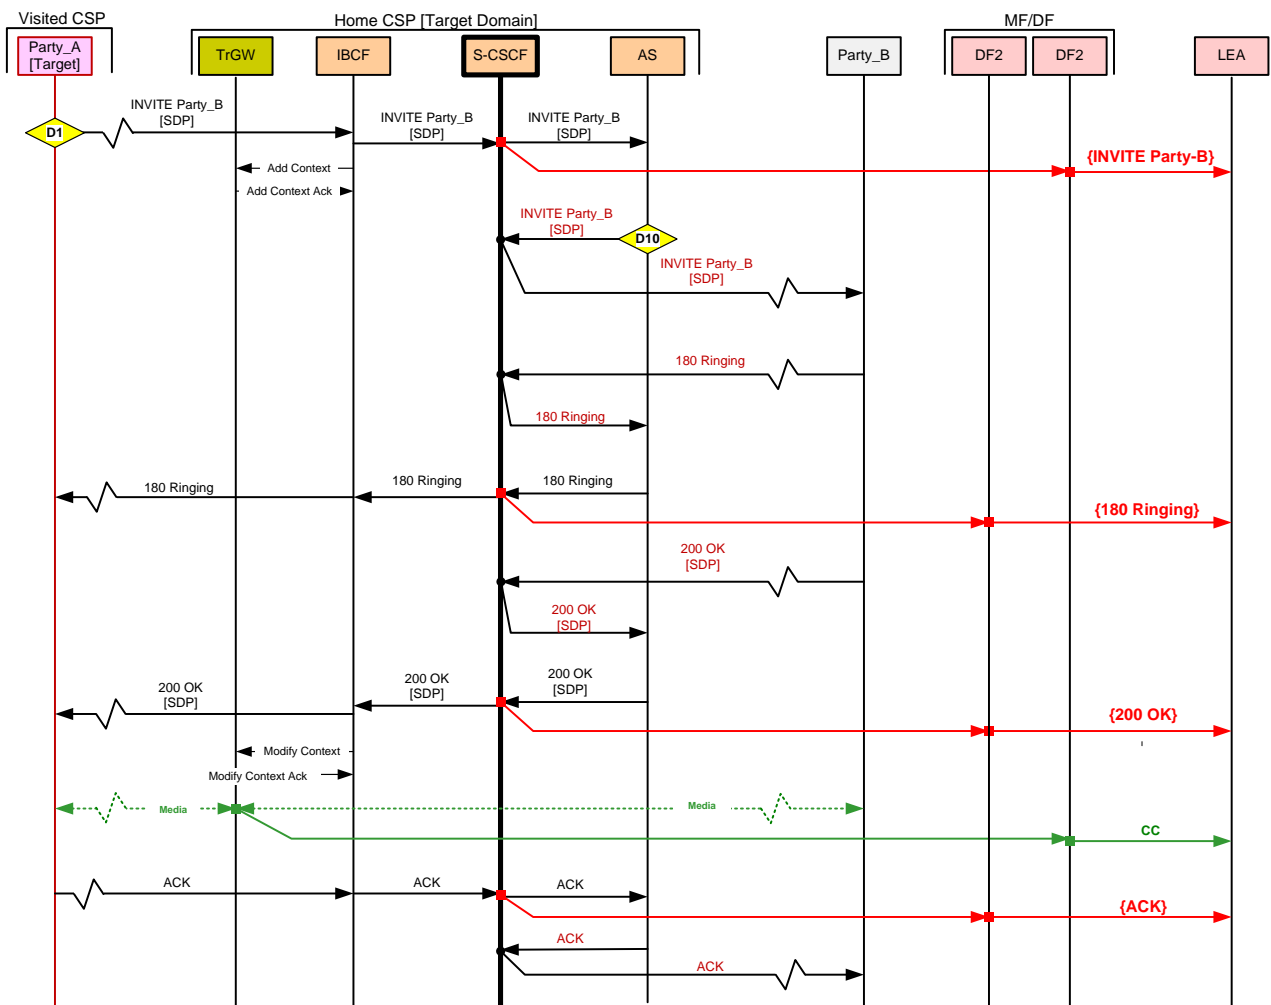 Visited CSP
Home CSP [Target Domain]
MF/DF
Party_A
[Target]
TrGW
IBCF
S-CSCF
AS
Party_B
DF2
DF2
LEA
D1
INVITE Party_B
[SDP]
INVITE Party_B
[SDP]
INVITE Party_B
[SDP]
{INVITE Party-B}
Add Context
Add Context Ack
INVITE Party_B
[SDP]
D10
INVITE Party_B
[SDP]
180 Ringing
180 Ringing
180 Ringing
180 Ringing
180 Ringing
{180 Ringing}
200 OK
[SDP]
200 OK
[SDP]
200 OK
[SDP]
200 OK
[SDP]
200 OK
[SDP]
{200 OK}
Modify Context
Modify Context Ack
Media
Media
CC
ACK
ACK
ACK
{ACK}
ACK
ACK